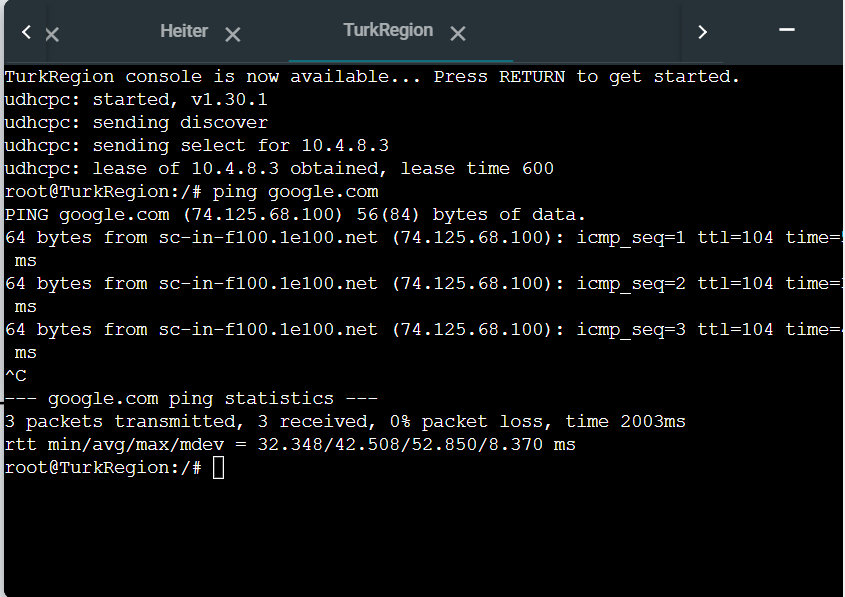 Heiter
TurkRegion
TurkRegion console is now available... Press RETURN to get started.
udhcpc: started, v1.30.1
udhcpc: sending discover
udhcpc: sending select for 10.4.8.3
udhcpc: lease of 10.4.8.3 obtained, lease time 600
root@TurkRegion:/# ping google.com
PING google.com (74.125.68.100) 56(84) bytes of data.
64 bytes from sc-in-f100.1e100.net (74.125.68.100): icmp_seq=1 ttl=104 time=
ms
64 bytes from sc-in-f100.1e100.net (74.125.68.100): icmp_seq=2 ttl=104 time=
ms
64 bytes from sc-in-f100.1e100.net (74.125.68.100): icmp_seq=3 ttl=104 time=
ms
^C
--- google.com ping statistics ---
3 packets transmitted, 3 received, 0% packet loss, time 2003ms
rtt min/avg/max/mdev = 32.348/42.508/52.850/8.370 ms
root@TurkRegion:/#